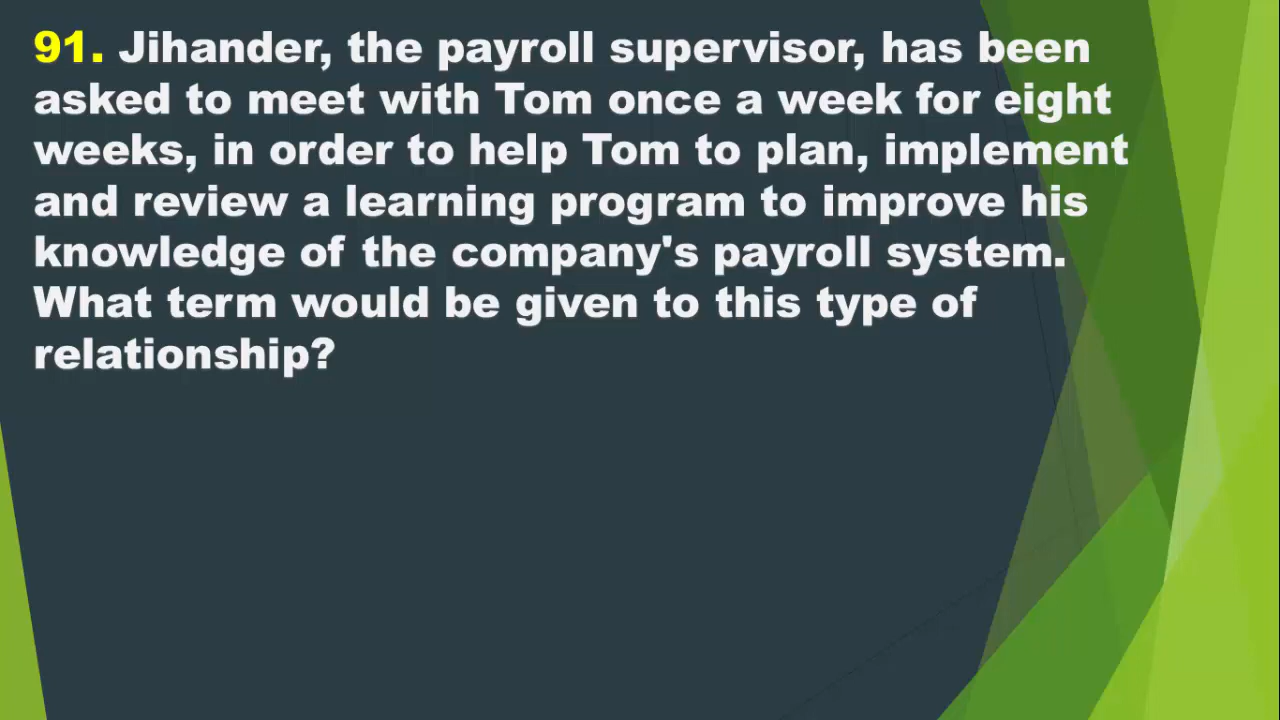 91. Jihander, the payroll supervisor, has been
asked to meet with Tom once a week for eight
weeks, in order to help Tom to plan, implement
and review a learning program to improve his
knowledge of the company's payroll system.
What term would be given to this type of
relationship?